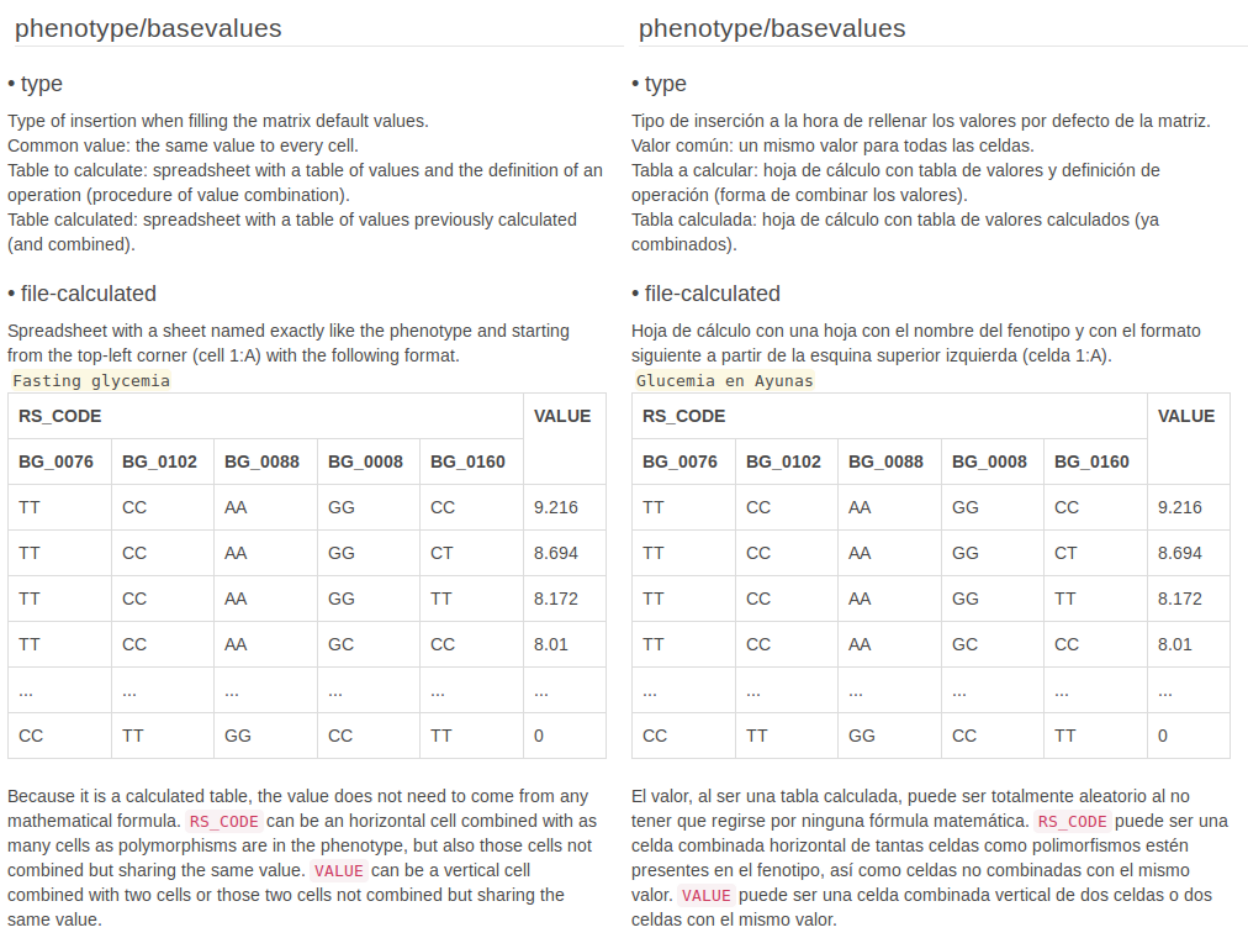 phenotype/basevalues
• type
Type of insertion when filling the matrix default values.
Common value: the same value to every cell.
Table to calculate: spreadsheet with a table of values and the definition of an
operation (procedure of value combination).
Table calculated: spreadsheet with a table of values previously calculated
(and combined).
• file-calculated
Spreadsheet with a sheet named exactly like the phenotype and starting
from the top-left corner (cell 1:A) with the following format.
Fasting glycemia
RS_CODE VALUE
BG_0076 BG_0102 BG_0088 BG_0008 BG_0160
TT CC AA GG CC 9.216
TT CC AA GG CT 8.694
TT CC AA GG TT 8.172
TT CC AA GC CC 8.01
... ... ... ... ... ...
CC TT GG CC TT 0
Because it is a calculated table, the value does not need to come from any
mathematical formula. RS_CODE can be an horizontal cell combined with as
many cells as polymorphisms are in the phenotype, but also those cells not
combined but sharing the same value. VALUE can be a vertical cell
combined with two cells or those two cells not combined but sharing the
same value.
phenotype/basevalues
• type
Tipo de inserción a la hora de rellenar los valores por defecto de la matriz.
Valor común: un mismo valor para todas las celdas.
Tabla a calcular: hoja de cálculo con tabla de valores y definición de
operación (forma de combinar los valores).
Tabla calculada: hoja de cálculo con tabla de valores calculados (ya
combinados).
• file-calculated
Hoja de cálculo con una hoja con el nombre del fenotipo y con el formato
siguiente a partir de la esquina superior izquierda (celda 1:A).
Glucemia en Ayunas
RS_CODE VALUE
BG_0076 BG_0102 BG_0088 BG_0008 BG_0160
TT CC AA GG CC 9.216
TT CC AA GG CT 8.694
TT CC AA GG TT 8.172
TT CC AA GC CC 8.01
... ... ... ... ... ...
CC TT GG CC TT 0
El valor, al ser una tabla calculada, puede ser totalmente aleatorio al no
tener que regirse por ninguna fórmula matemática. RS_CODE puede ser una
celda combinada horizontal de tantas celdas como polimorfismos estén
presentes en el fenotipo, así como celdas no combinadas con el mismo
valor. VALUE puede ser una celda combinada vertical de dos celdas o dos
celdas con el mismo valor.